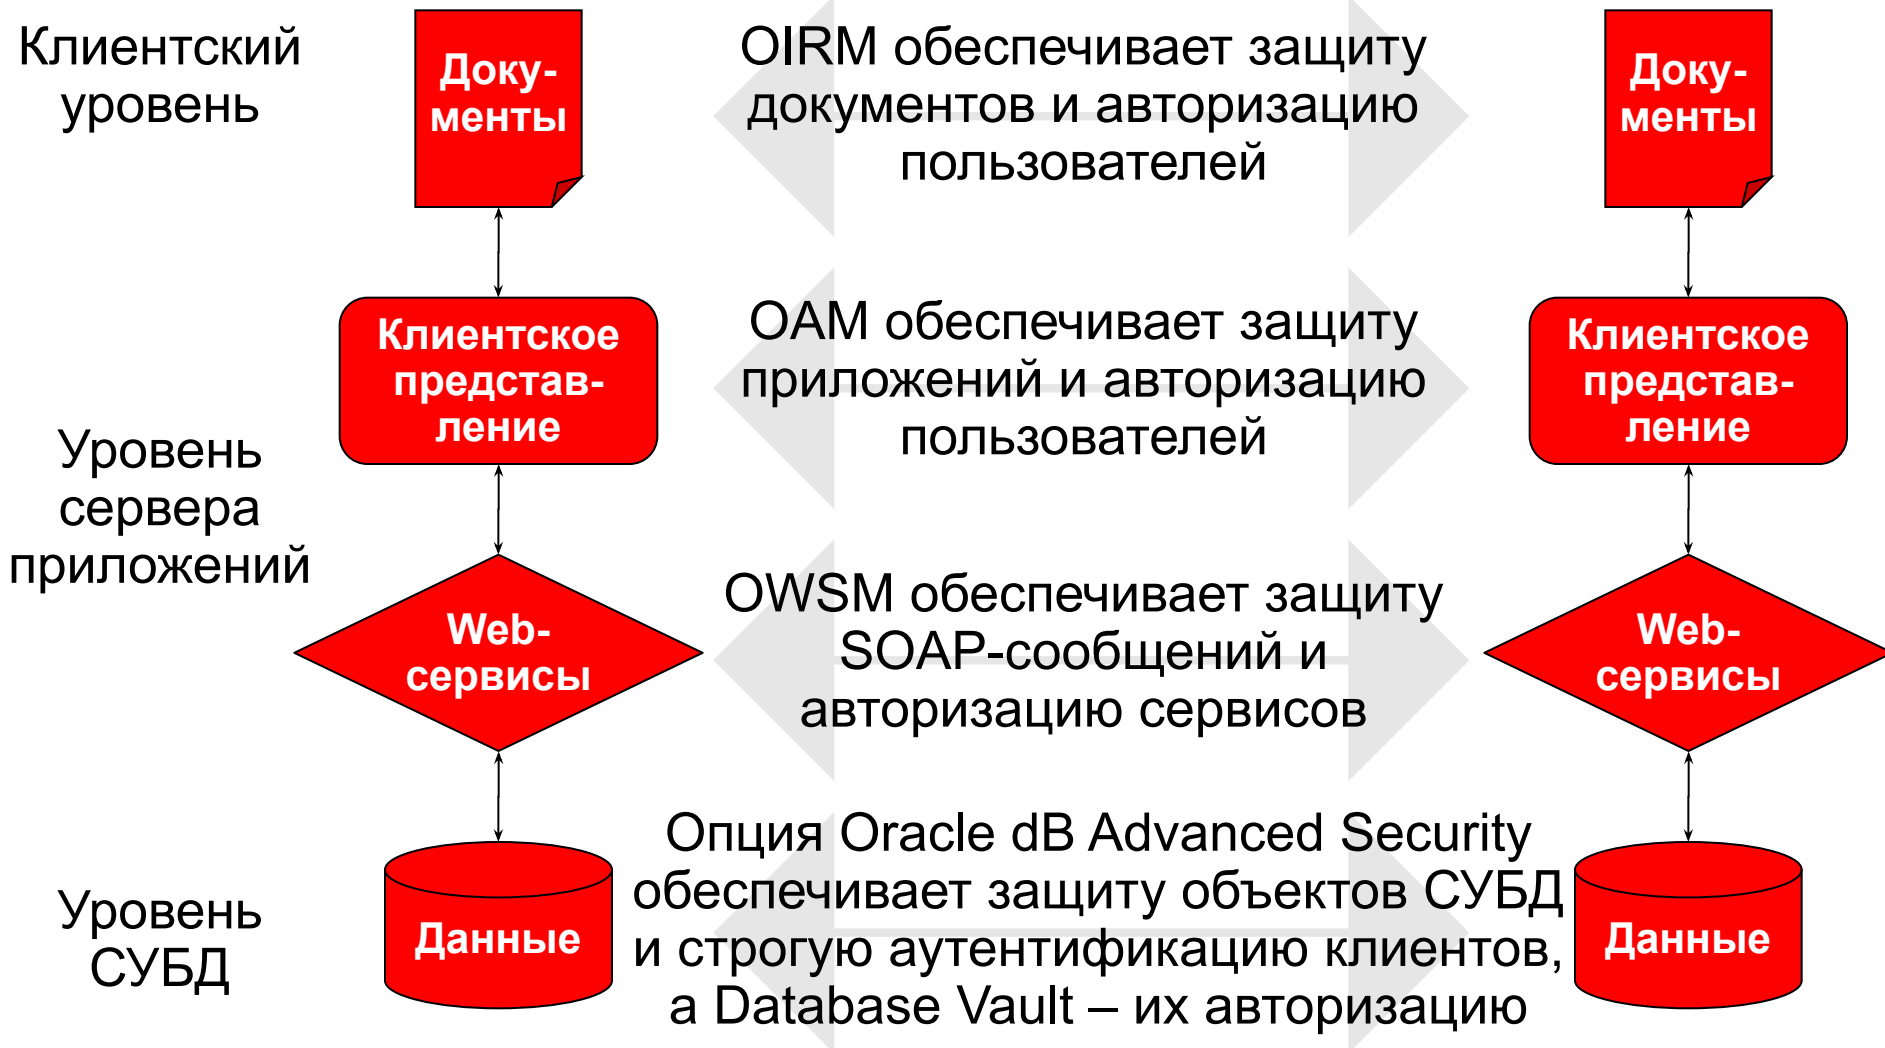 Клиентский
уровень
Доку-
менты
OIRM обеспечивает защиту
документов и авторизацию
пользователей
Доку-
менты
Клиентское
представ-
ление
OAM обеспечивает защиту
приложений и авторизацию
пользователей
Клиентское
представ-
ление
Уровень
сервера
приложений
Web-
сервисы
OWSM обеспечивает защиту
SOAP-сообщений и
авторизацию сервисов
Web-
сервисы
Уровень
СУБД
Данные
Опция Oracle dB Advanced Security
обеспечивает защиту объектов СУБД
и строгую аутентификацию клиентов,
а Database Vault – их авторизацию
Данные